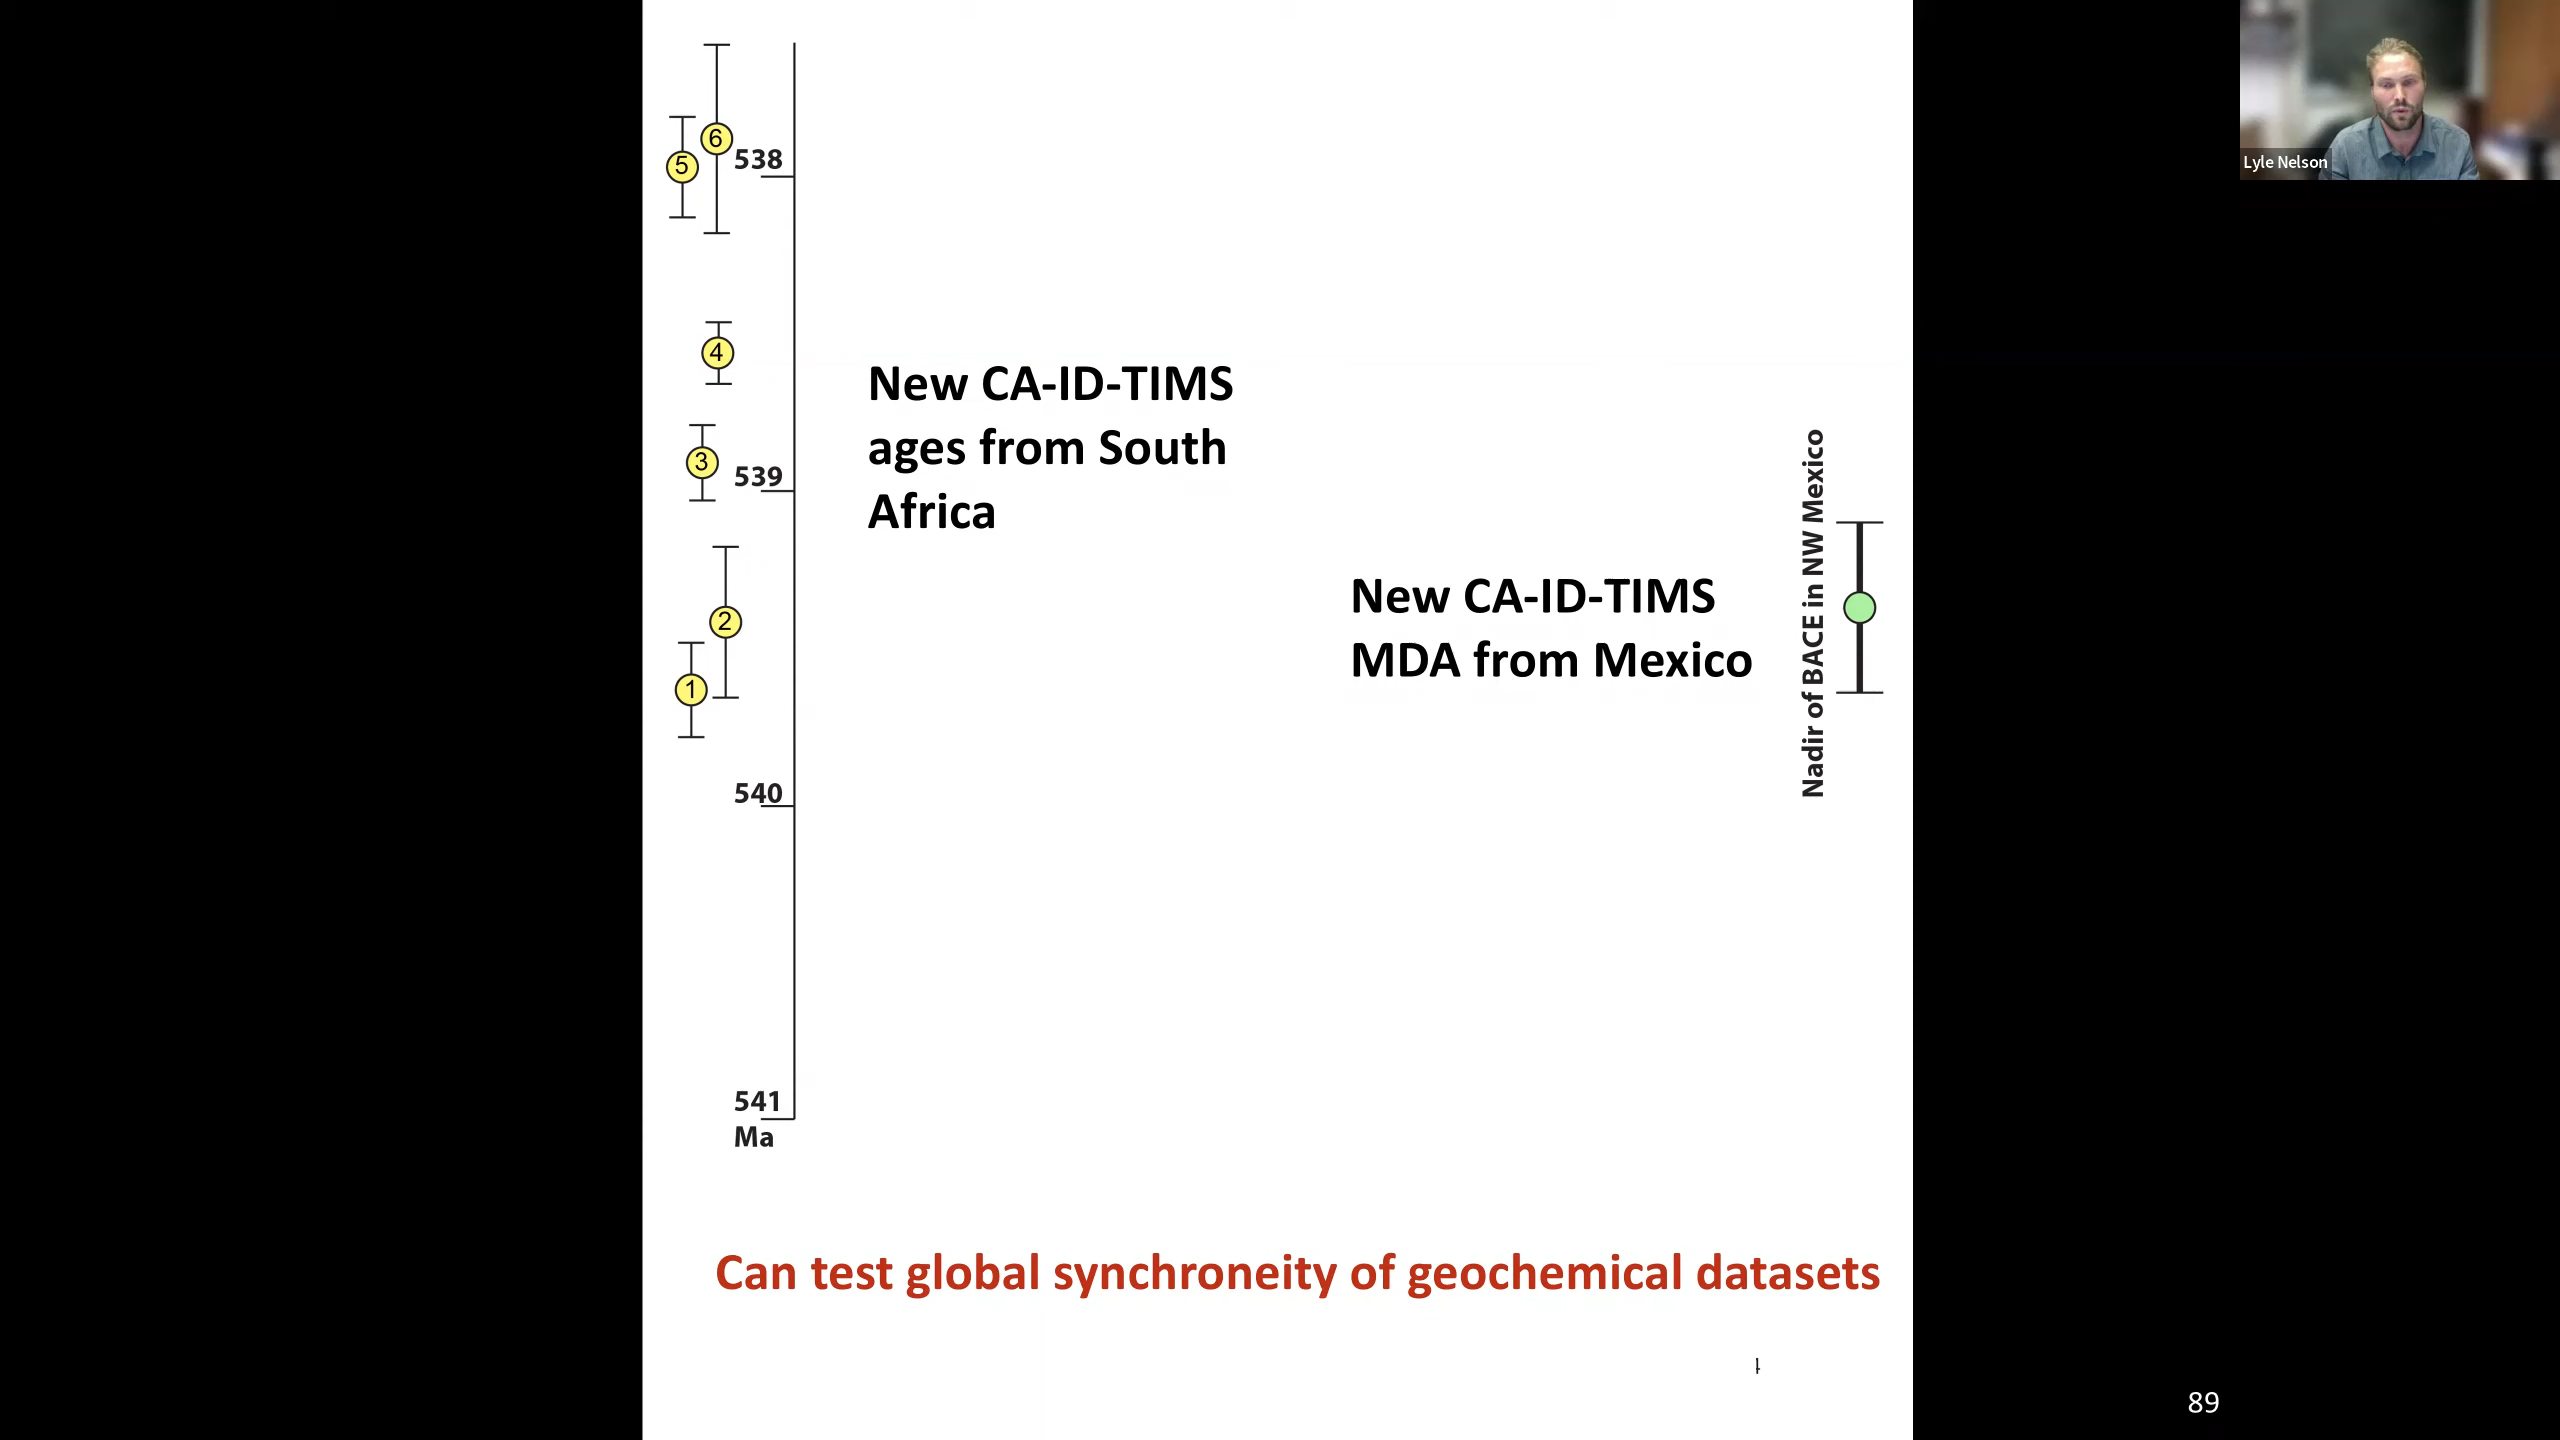 6
5
538
4
3
539
2
1
540
541
Ma
New CA-ID-TIMS
ages from South
Africa
New CA-ID-TIMS
MDA from Mexico
Nadir of BACE in NW Mexico
Can test global synchroneity of geochemical datasets
89
Lyle Nelson